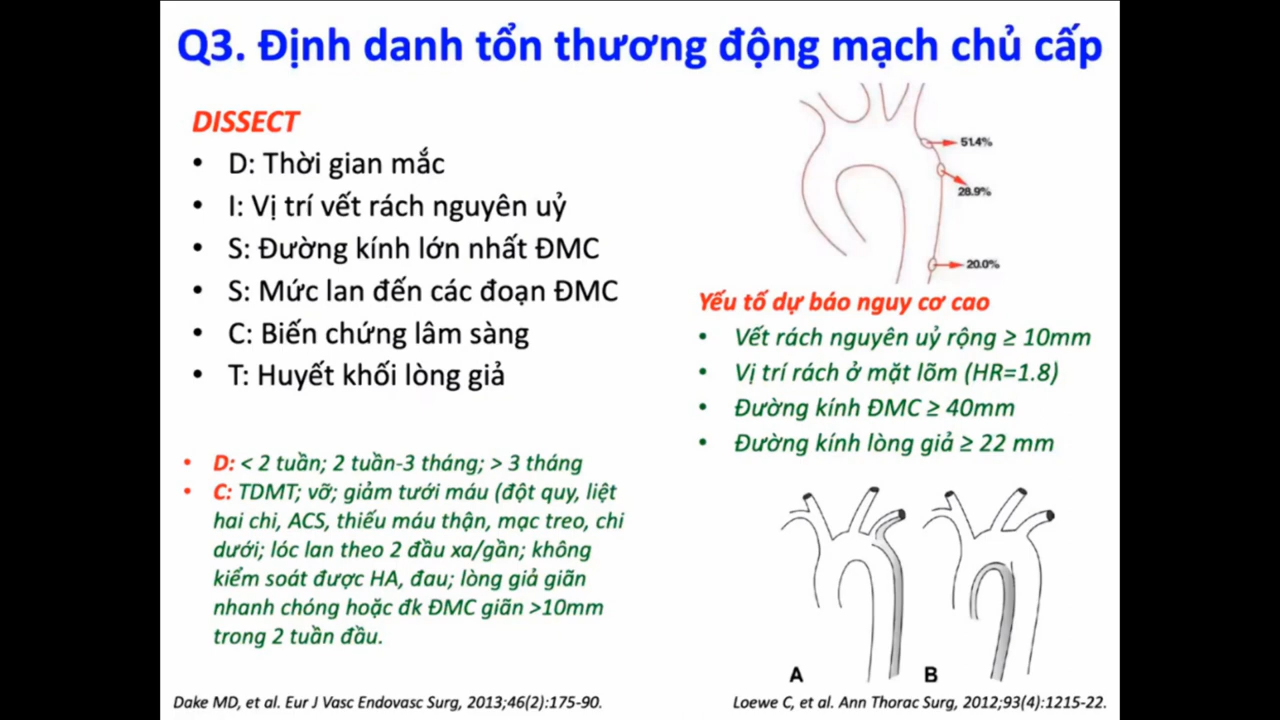 Q3. Định danh tổn thương động mạch chủ cấp
DISSECT
• D: Thời gian mắc
• I: Vị trí vết rách nguyên uỷ
• S: Đường kính lớn nhất ĐMC
• S: Mức lan đến các đoạn ĐMC
• C: Biến chứng lâm sàng
• T: Huyết khối lòng giả
• D: < 2 tuần; 2 tuần-3 tháng; > 3 tháng
• C: TDMT; vỡ; giảm tưới máu (đột quy, liệt
hai chi, ACS, thiếu máu thận, mạc treo, chi
dưới; lóc lan theo 2 đầu xa/gần; không
kiểm soát được HA, đau; lòng giả giãn
nhanh chóng hoặc đk ĐMC giãn >10mm
trong 2 tuần đầu.
Dake MD, et al. Eur J Vasc Endovasc Surg, 2013;46(2):175-90.
51.4%
28.9%
20.0%
Yếu tố dự báo nguy cơ cao
• Vết rách nguyên uỷ rộng ≥ 10mm
• Vị trí rách ở mặt lõm (HR=1.8)
• Đường kính ĐMC ≥ 40mm
• Đường kính lòng giả ≥ 22 mm
A B
Loewe C, et al. Ann Thorac Surg, 2012;93(4):1215-22.